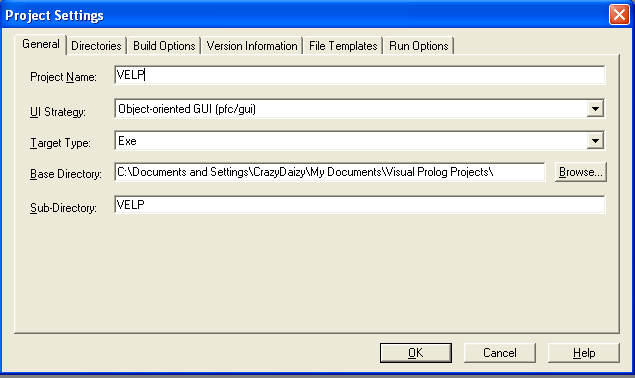 Project Settings
General Directories Build Options Version Information File Templates Run Options
Project Name: VELP
UI Strategy: Object-oriented GUI (pfc/gui)
Target Type: Exe
Base Directory: C:\Documents and Settings\CrazyDaizy\My Documents\Visual Prolog Projects\ Browse...
Sub-Directory: VELP
OK Cancel Help